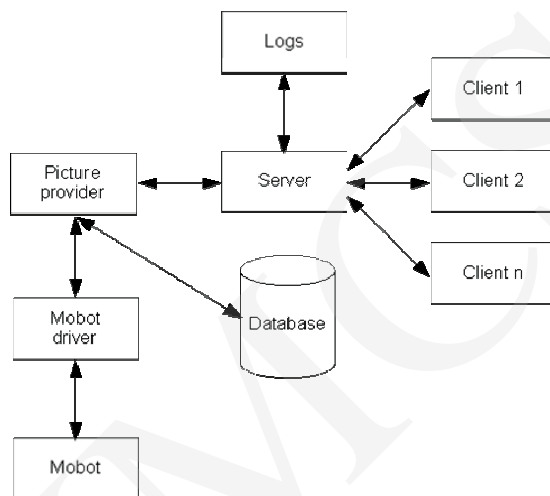 Logs
Client 1
Picture
provider
Server
Client 2
Client n
Mobot
driver
Database
Mobot